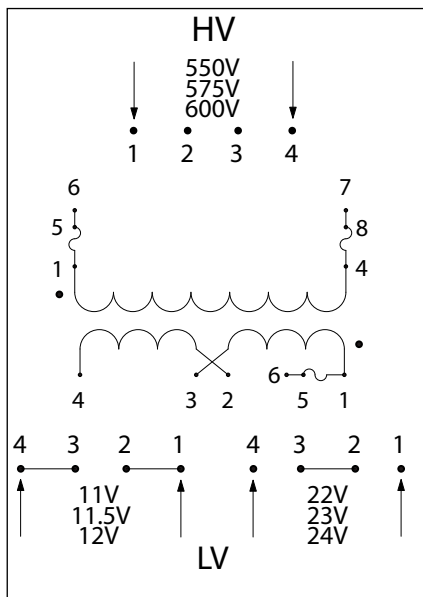 HV
550V
575V
600V
1 2 3 4
6 7
5 8
1 4
4 3 2 6 5 1
4 3 2 1 4 3 2 1
11V 22V
11.5V 23V
12V 24V
LV